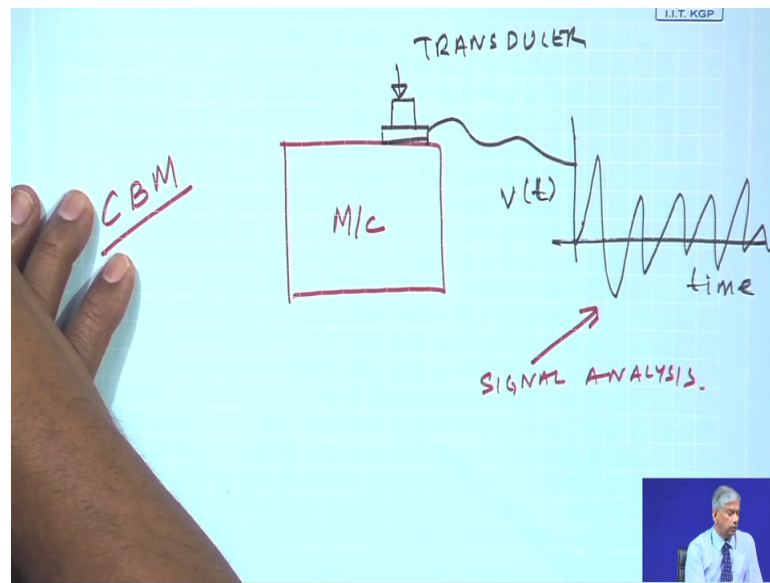 I.I.T. KGP
TRANSDUCER
CBM
M/C
V(t)
time
SIGNAL ANALYSIS.